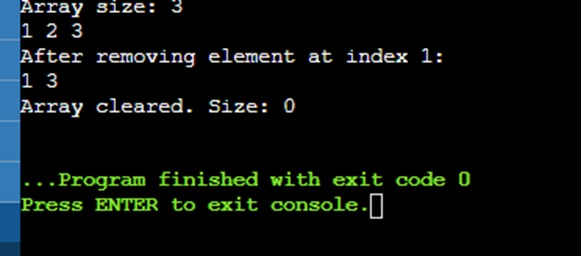 Array size: 3
1 2 3
After removing element at index 1:
1 3
Array cleared. Size: 0
...Program finished with exit code 0
Press ENTER to exit console.